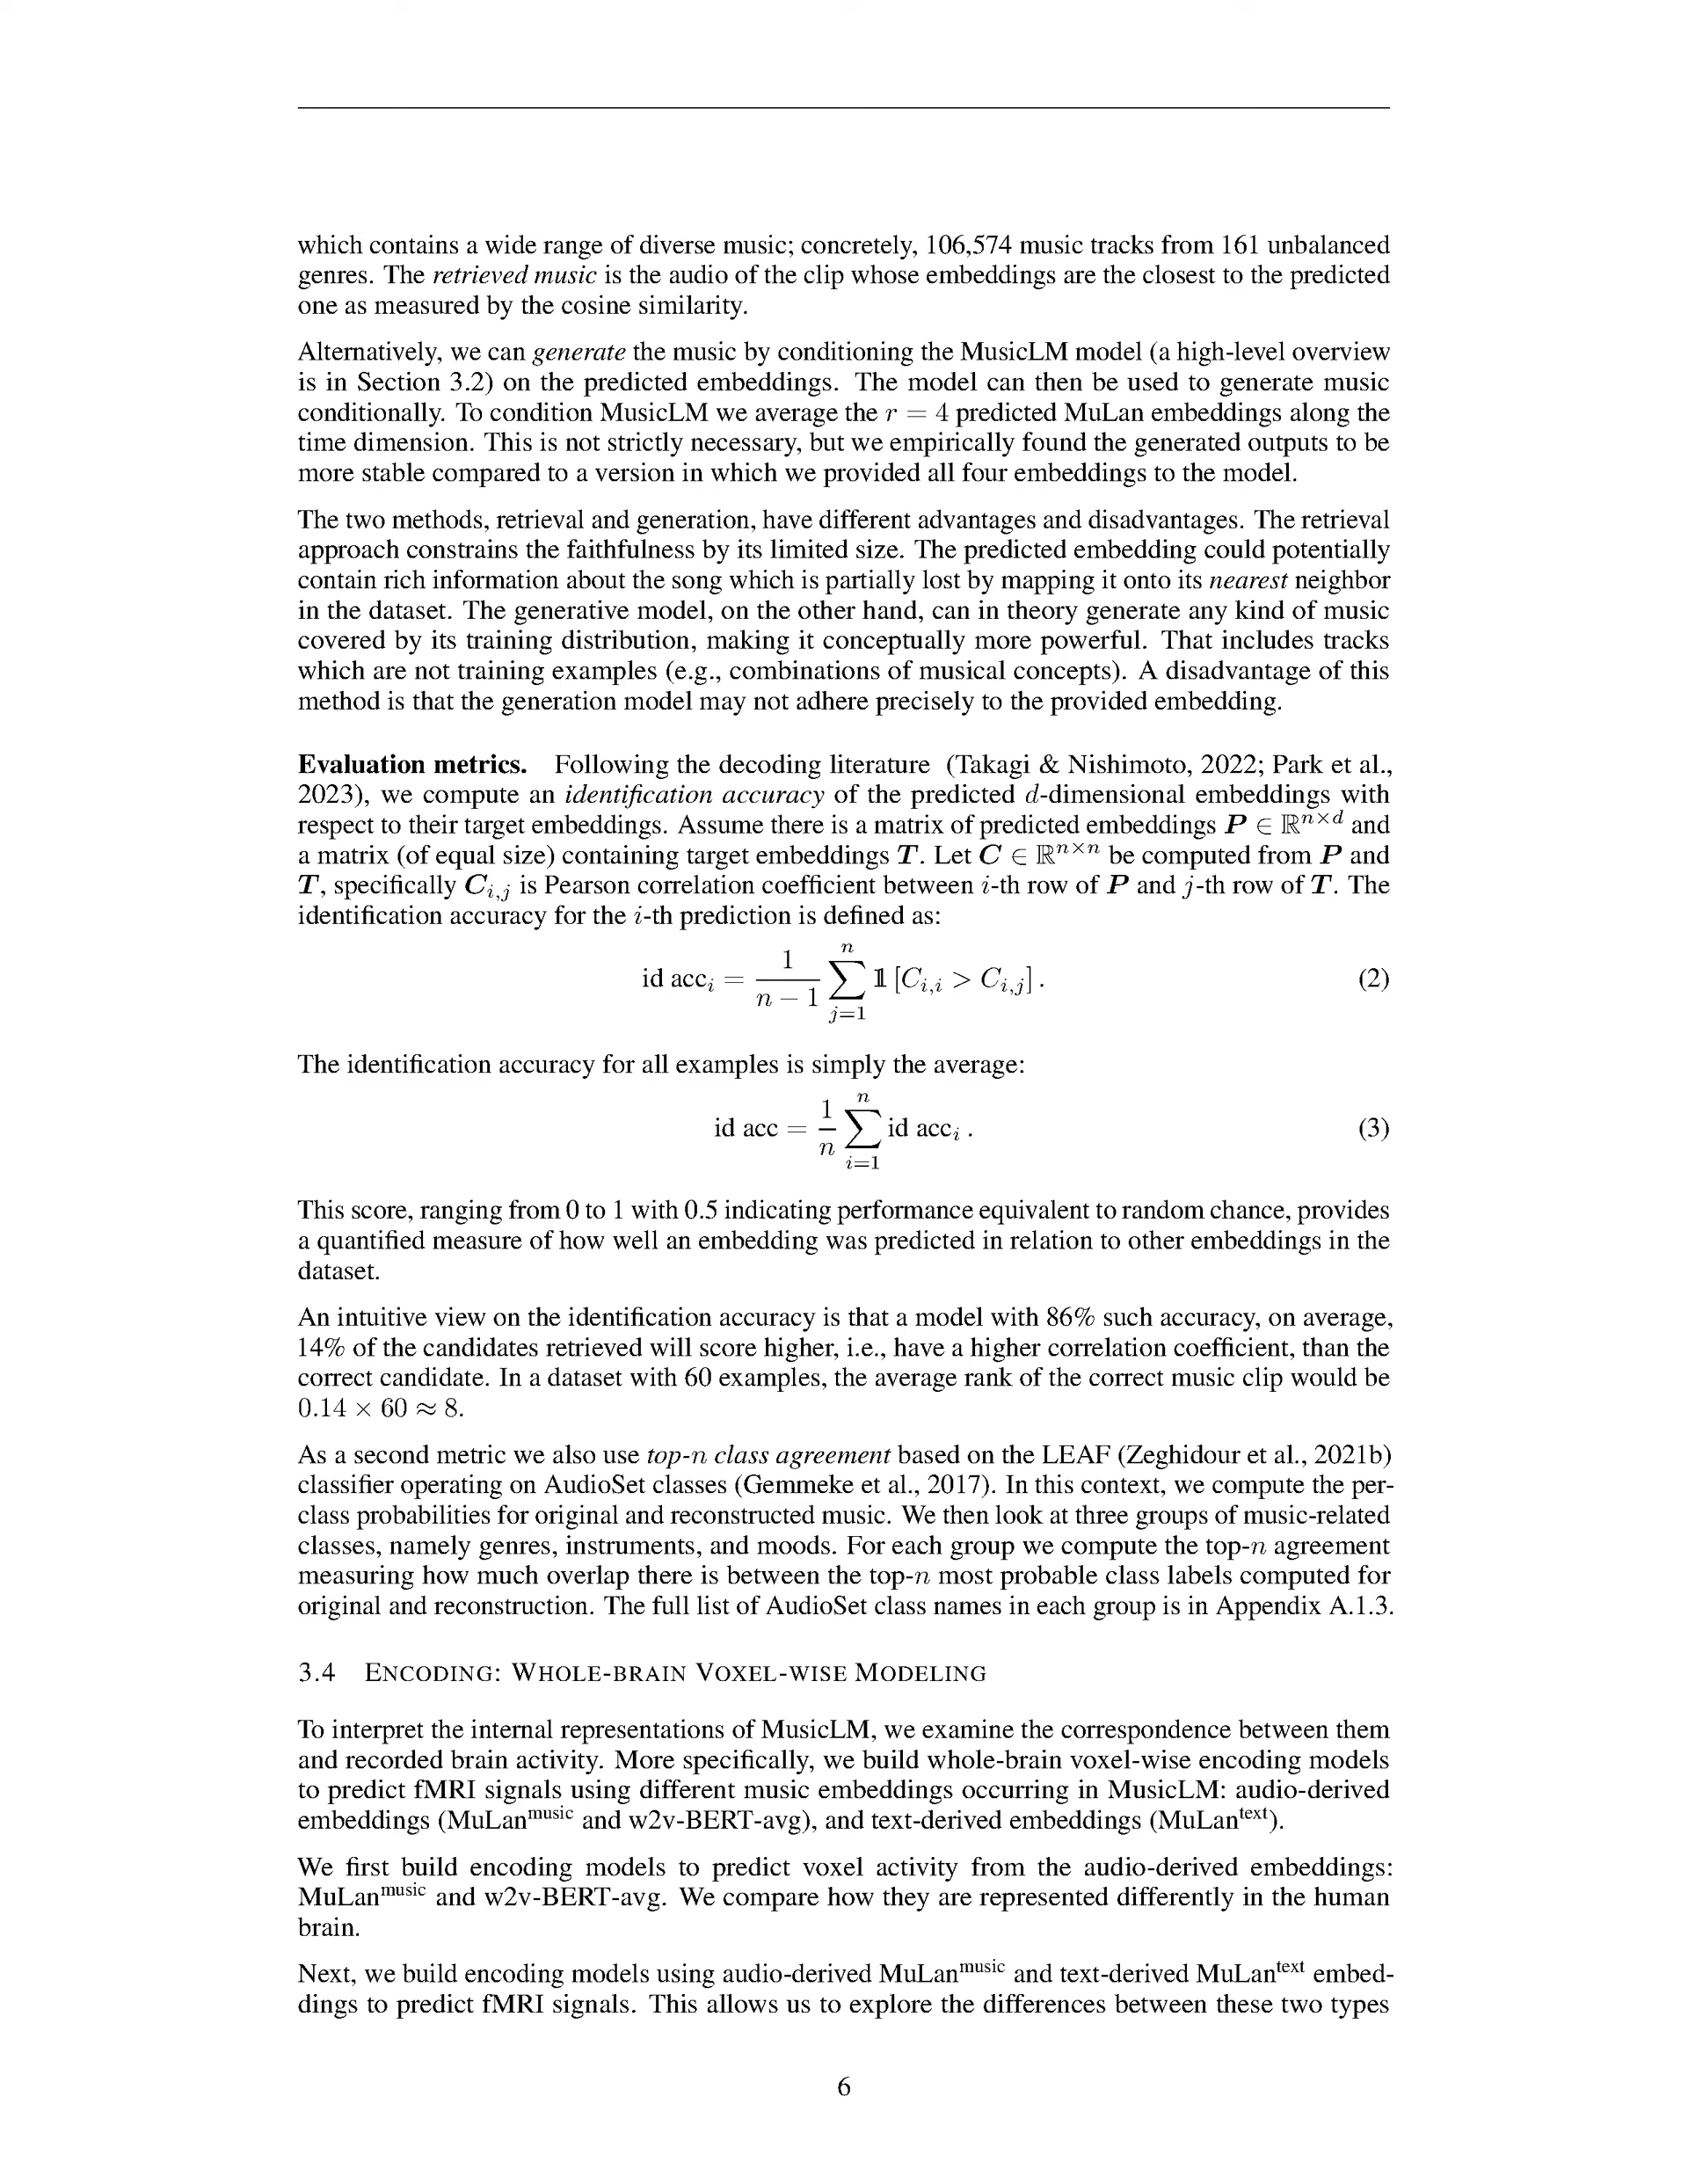 which contains a wide range of diverse music; concretely, 106,574 music tracks from 161 unbalanced
genres. The retrieved music is the audio of the clip whose embeddings are the closest to the predicted
one as measured by the cosine similarity.
Alternatively, we can generate the music by conditioning the MusicLM model (a high-level overview
is in Section 3.2) on the predicted embeddings. The model can then be used to generate music
conditionally. To condition MusicLM we average the r = 4 predicted MuLan embeddings along the
time dimension. This is not strictly necessary, but we empirically found the generated outputs to be
more stable compared to a version in which we provided all four embeddings to the model.
The two methods, retrieval and generation, have different advantages and disadvantages. The retrieval
approach constrains the faithfulness by its limited size. The predicted embedding could potentially
contain rich information about the song which is partially lost by mapping it onto its nearest neighbor
in the dataset. The generative model, on the other hand, can in theory generate any kind of music
covered by its training distribution, making it conceptually more powerful. That includes tracks
which are not training examples (e.g., combinations of musical concepts). A disadvantage of this
method is that the generation model may not adhere precisely to the provided embedding.
Evaluation metrics. Following the decoding literature (Takagi & Nishimoto, 2022; Park et al.,
2023), we compute an identification accuracy of the predicted d-dimensional embeddings with
respect to their target embeddings. Assume there is a matrix of predicted embeddings P ∈ ℝⁿˣᵈ and
a matrix (of equal size) containing target embeddings T. Let C ∈ ℝⁿˣⁿ be computed from P and
T, specifically C_{i,j} is Pearson correlation coefficient between i-th row of P and j-th row of T. The
identification accuracy for the i-th prediction is defined as:
id acc_i = \frac{1}{n − 1} \sum_{j=1}^{n} 𝟙 [C_{i,i} > C_{i,j}] . (2)
The identification accuracy for all examples is simply the average:
id acc = \frac{1}{n} \sum_{i=1}^{n} id acc_i . (3)
This score, ranging from 0 to 1 with 0.5 indicating performance equivalent to random chance, provides
a quantified measure of how well an embedding was predicted in relation to other embeddings in the
dataset.
An intuitive view on the identification accuracy is that a model with 86% such accuracy, on average,
14% of the candidates retrieved will score higher, i.e., have a higher correlation coefficient, than the
correct candidate. In a dataset with 60 examples, the average rank of the correct music clip would be
0.14 × 60 ≈ 8.
As a second metric we also use top-n class agreement based on the LEAF (Zeghidour et al., 2021b)
classifier operating on AudioSet classes (Gemmeke et al., 2017). In this context, we compute the per-
class probabilities for original and reconstructed music. We then look at three groups of music-related
classes, namely genres, instruments, and moods. For each group we compute the top-n agreement
measuring how much overlap there is between the top-n most probable class labels computed for
original and reconstruction. The full list of AudioSet class names in each group is in Appendix A.1.3.
3.4 ENCODING: WHOLE-BRAIN VOXEL-WISE MODELING
To interpret the internal representations of MusicLM, we examine the correspondence between them
and recorded brain activity. More specifically, we build whole-brain voxel-wise encoding models
to predict fMRI signals using different music embeddings occurring in MusicLM: audio-derived
embeddings (MuLan^{music} and w2v-BERT-avg), and text-derived embeddings (MuLan^{text}).
We first build encoding models to predict voxel activity from the audio-derived embeddings:
MuLan^{music} and w2v-BERT-avg. We compare how they are represented differently in the human
brain.
Next, we build encoding models using audio-derived MuLan^{music} and text-derived MuLan^{text} embed-
dings to predict fMRI signals. This allows us to explore the differences between these two types
6